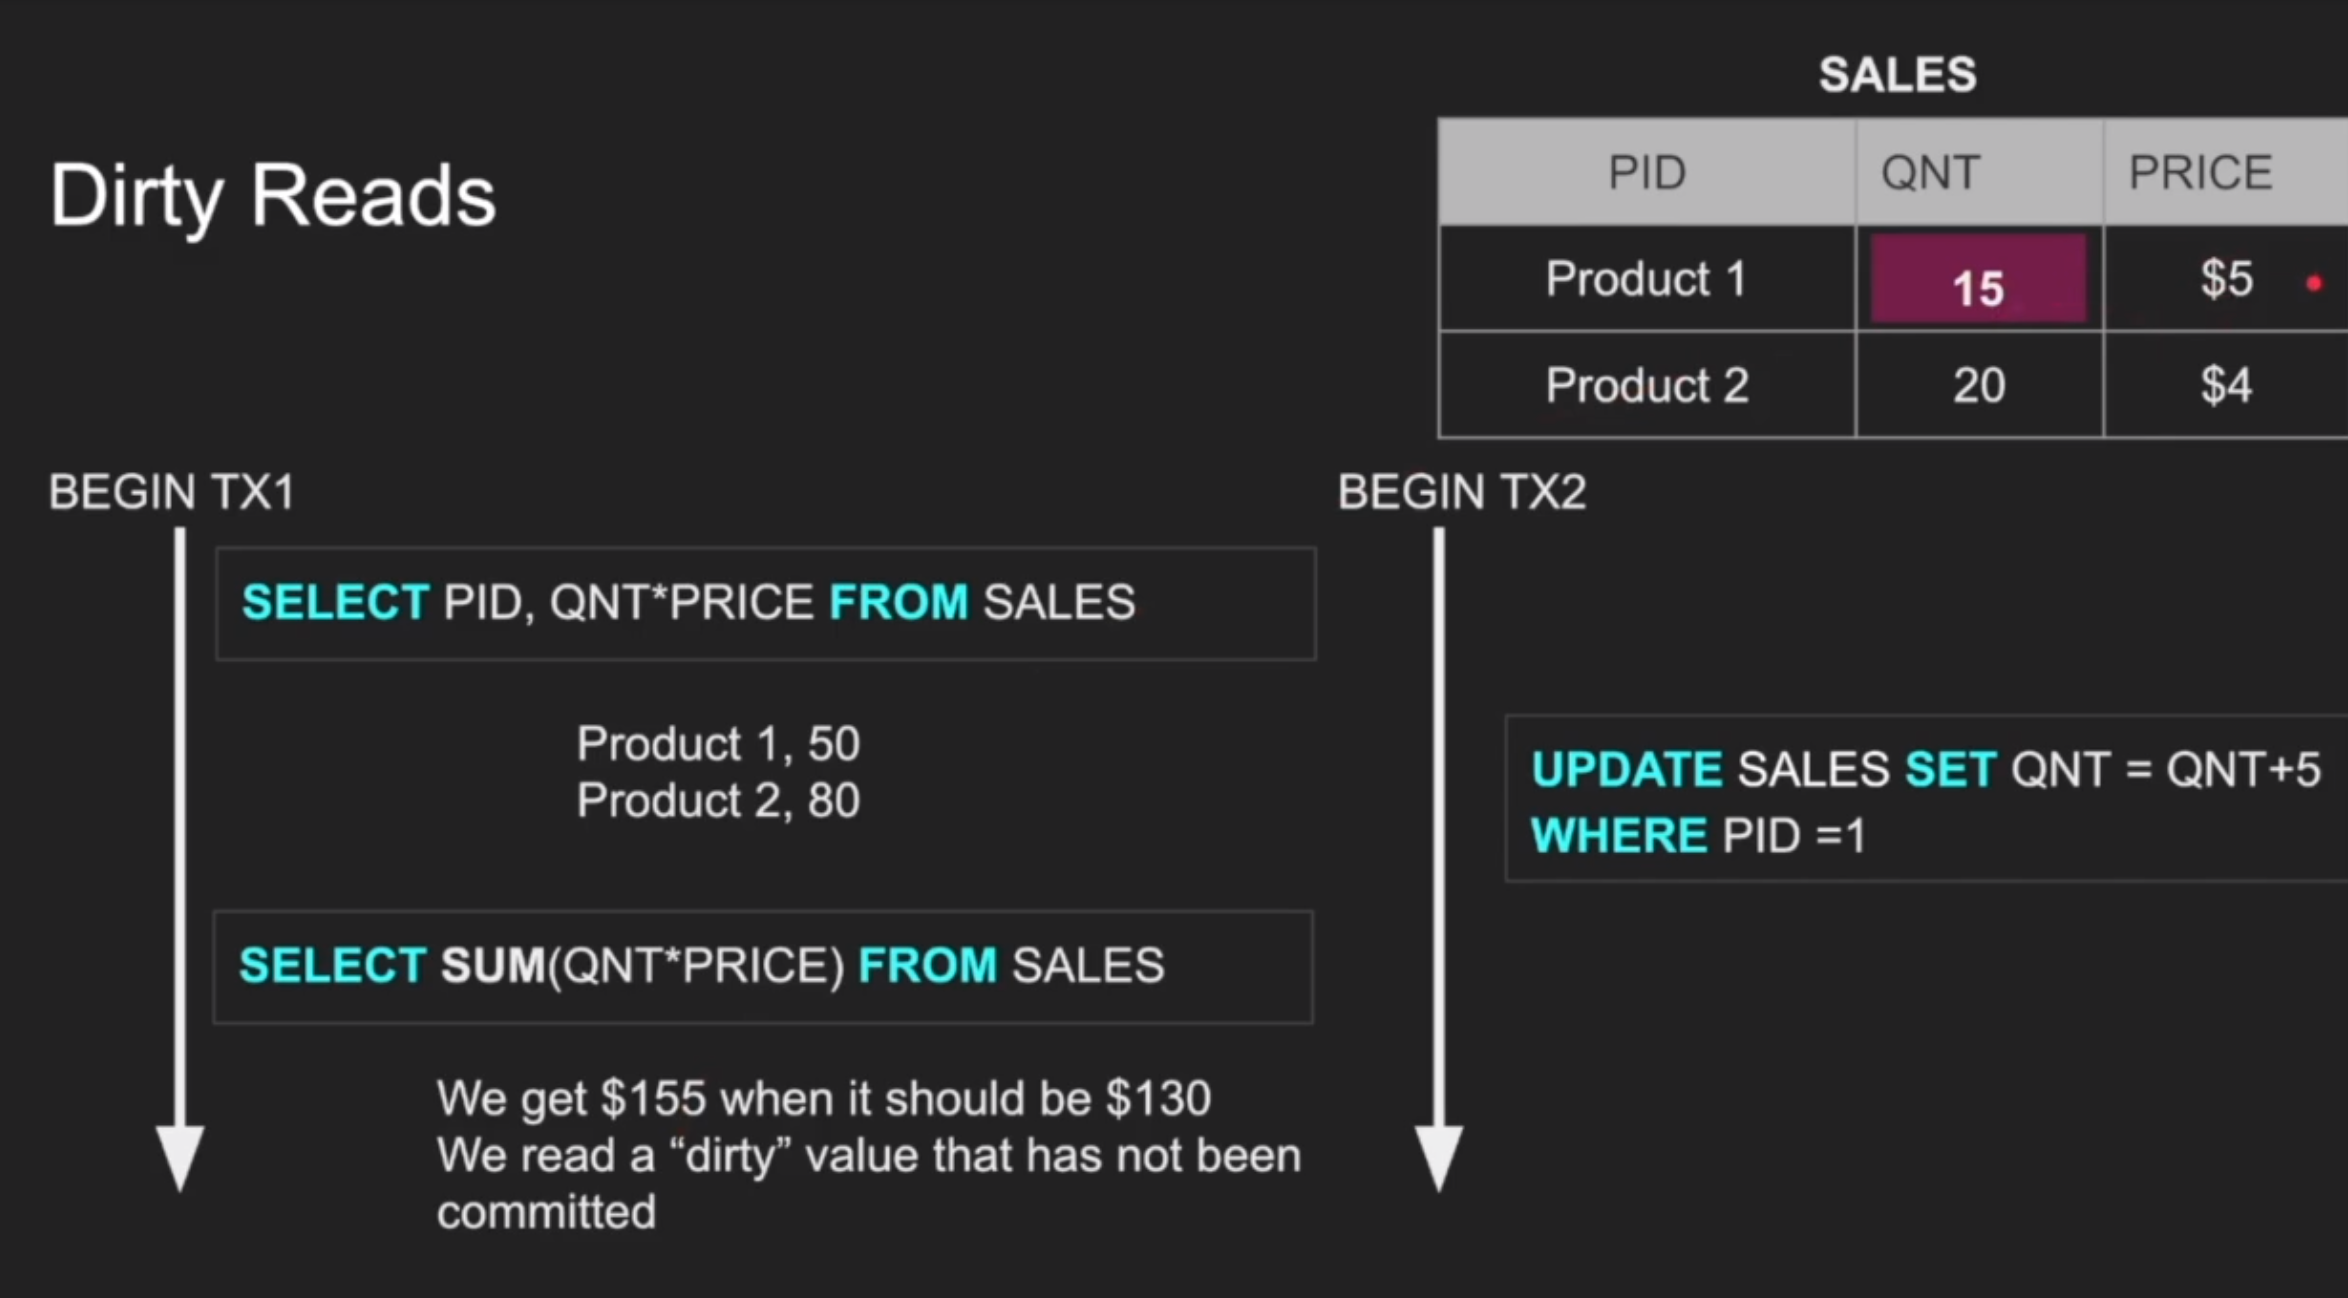 SALES
Dirty Reads
PID QNT PRICE
Product 1 15 $5
Product 2 20 $4
BEGIN TX1
SELECT PID, QNT*PRICE FROM SALES
Product 1, 50
Product 2, 80
SELECT SUM(QNT*PRICE) FROM SALES
We get $155 when it should be $130
We read a “dirty” value that has not been
committed
BEGIN TX2
UPDATE SALES SET QNT = QNT+5
WHERE PID =1